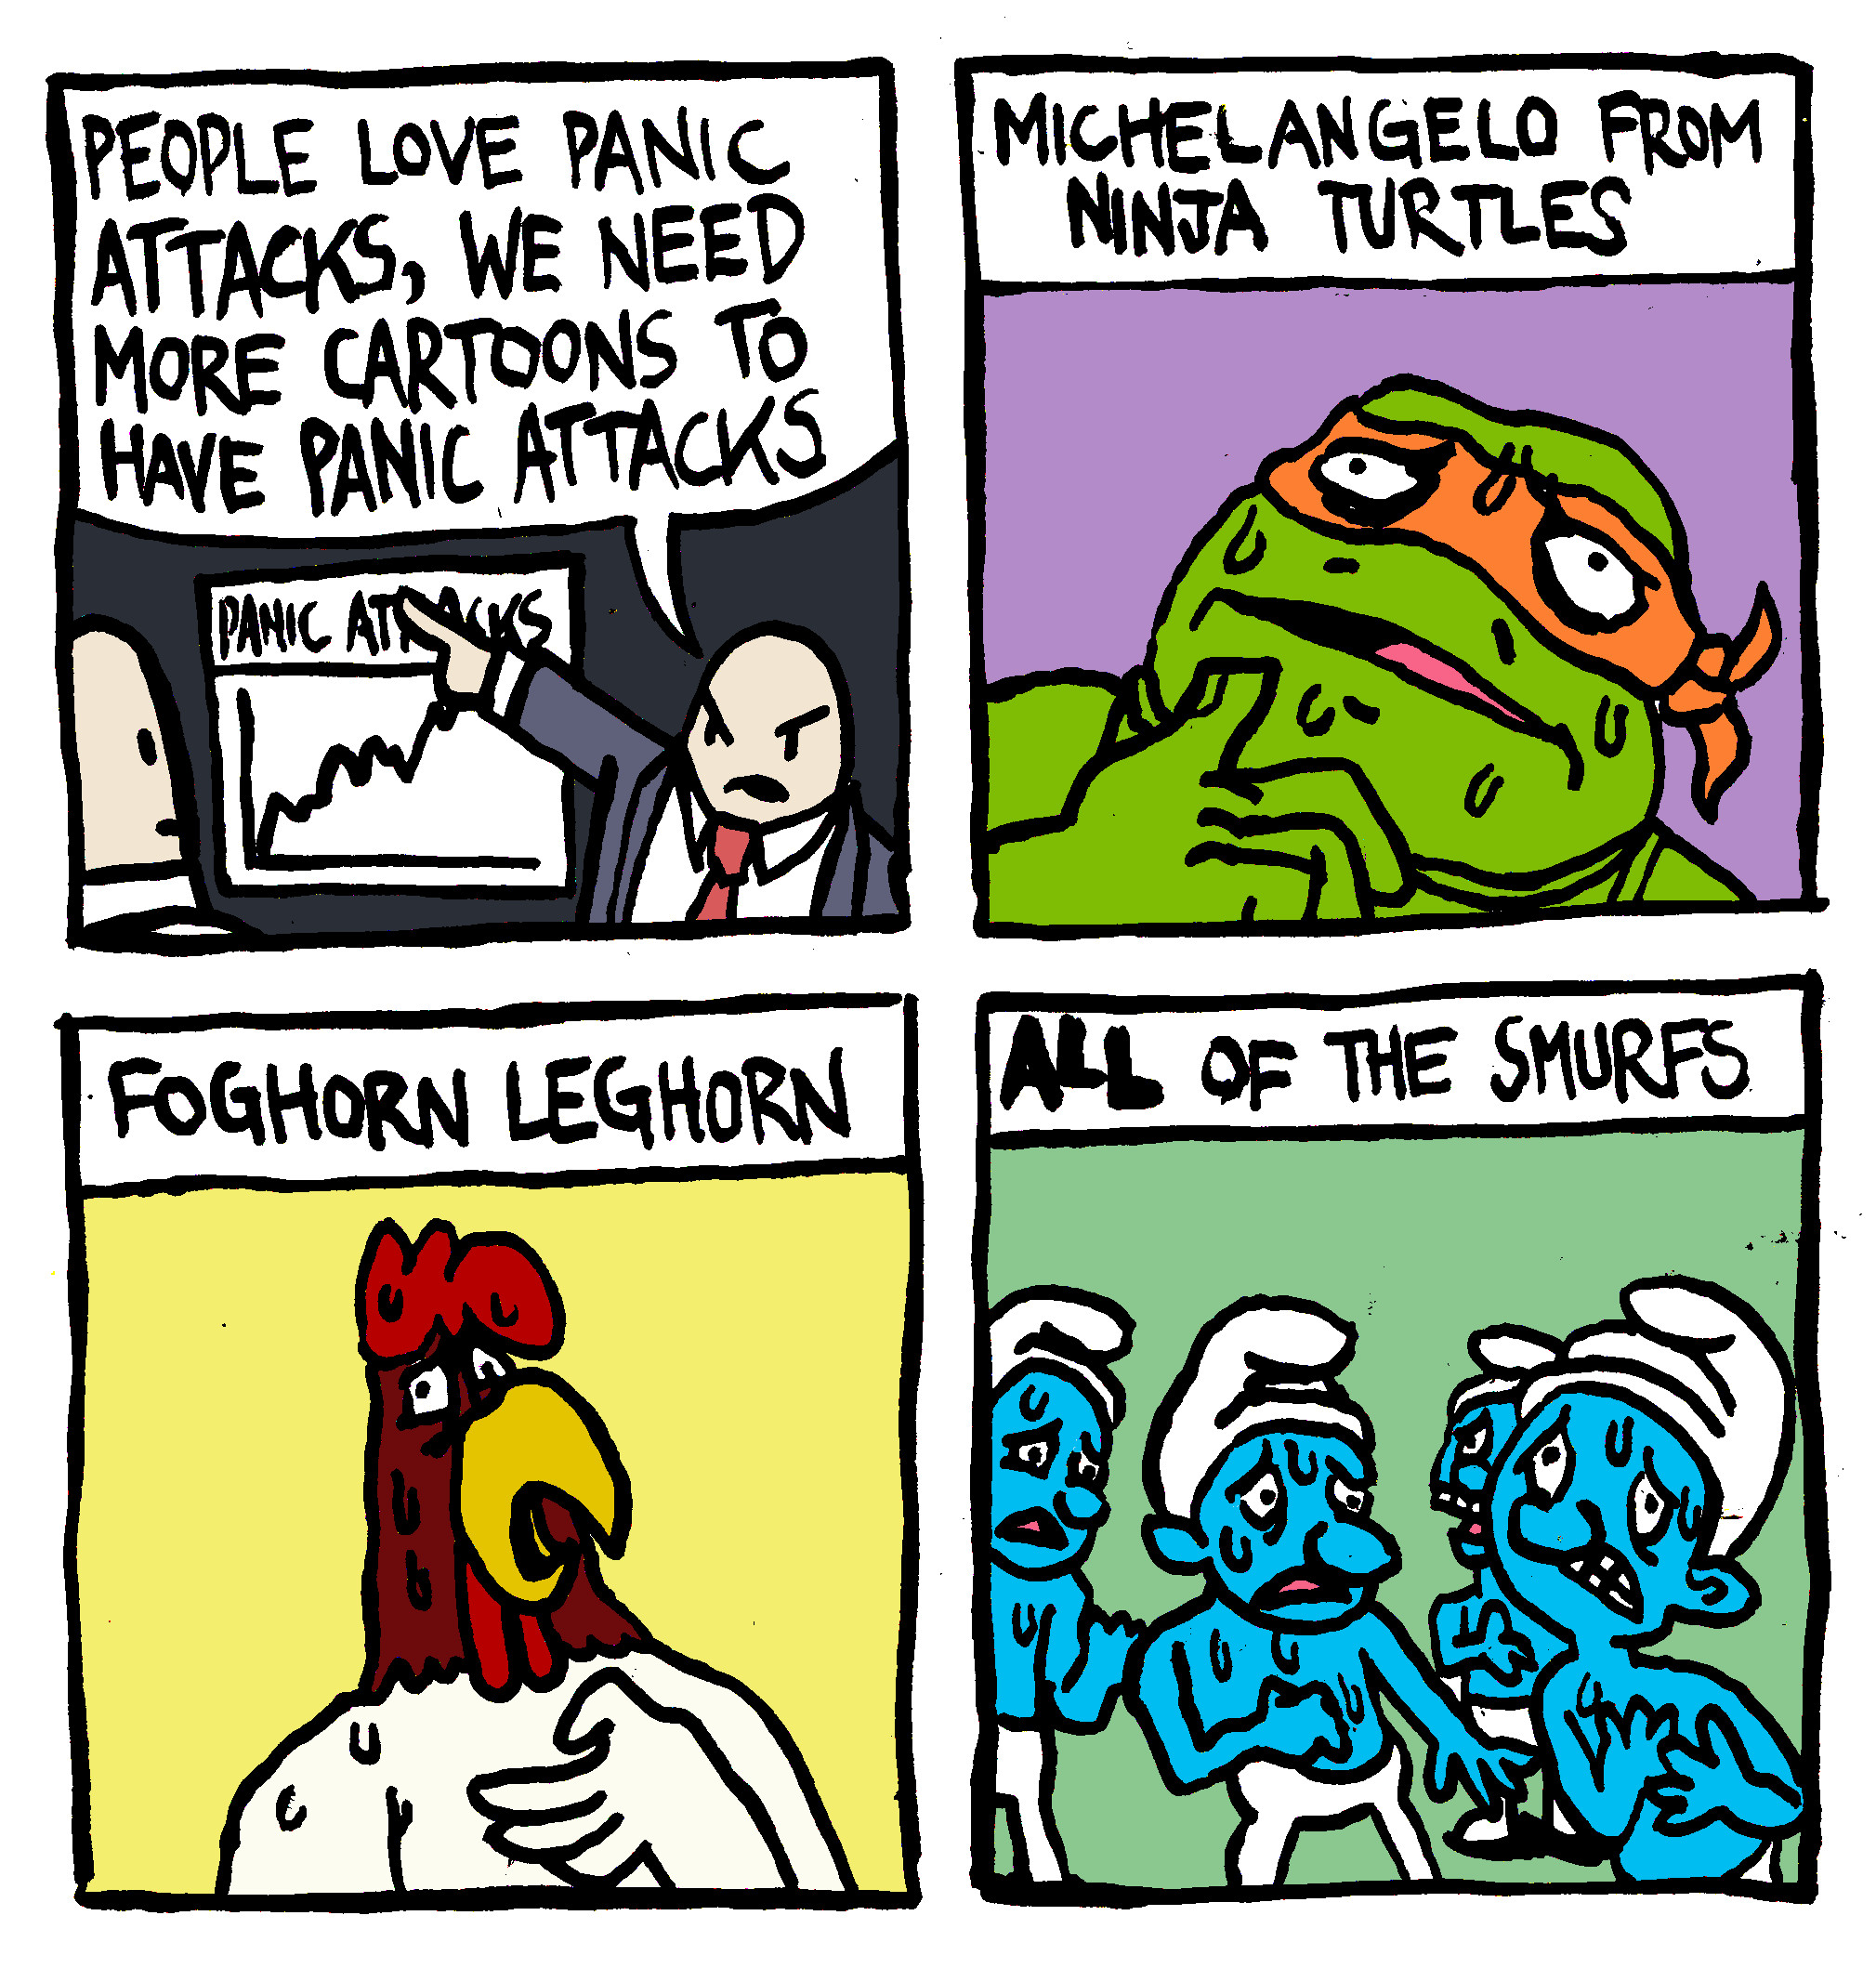 PEOPLE LOVE PANIC
ATTACKS, WE NEED
MORE CARTOONS TO
HAVE PANIC ATTACKS
PANIC ATTACKS
MICHELANGELO FROM
NINJA TURTLES
FOGHORN LEGHORN
ALL OF THE SMURFS